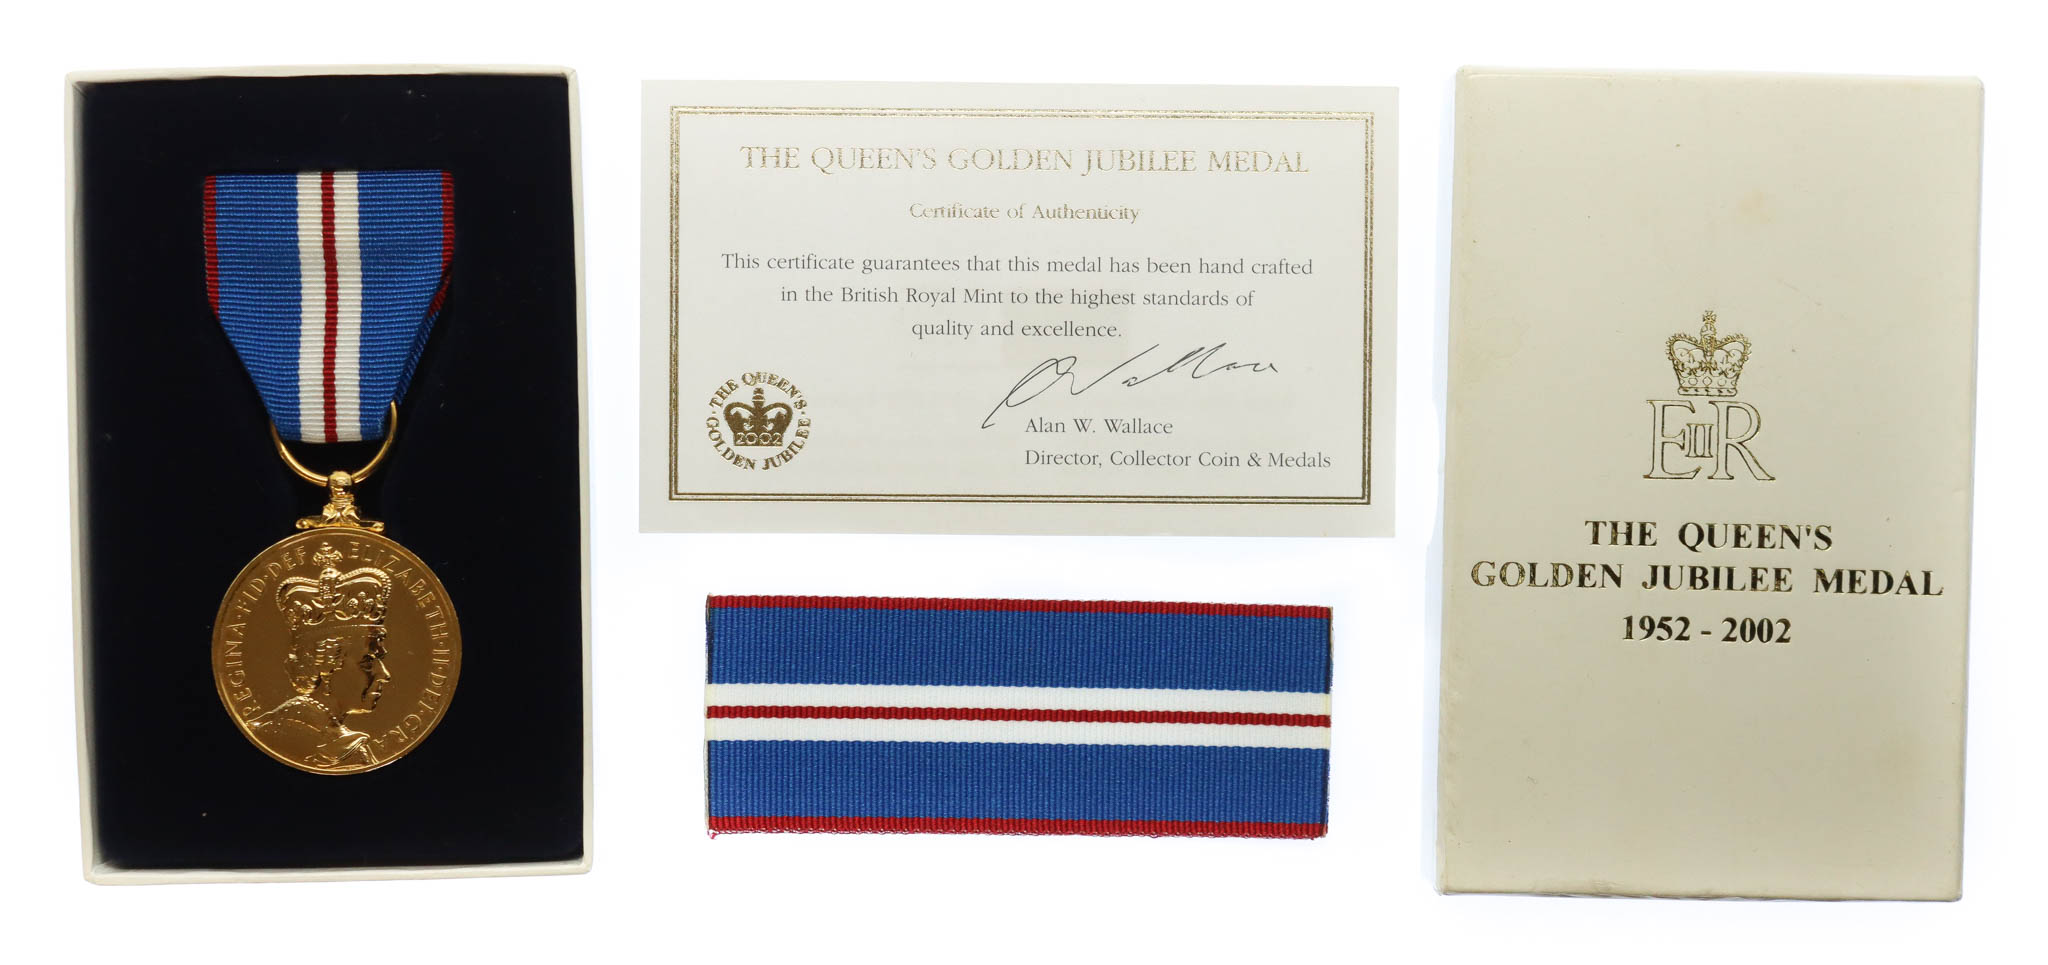 ELIZABETH·II·DEI·GRA
REGINA·FID·DEF
THE QUEEN'S GOLDEN JUBILEE MEDAL
Certificate of Authenticity
This certificate guarantees that this medal has been hand crafted
in the British Royal Mint to the highest standards of
quality and excellence.
Alan W. Wallace
Director, Collector Coin & Medals
·THE QUEEN'S·
GOLDEN JUBILEE
2002
EIIR
THE QUEEN'S
GOLDEN JUBILEE MEDAL
1952 - 2002